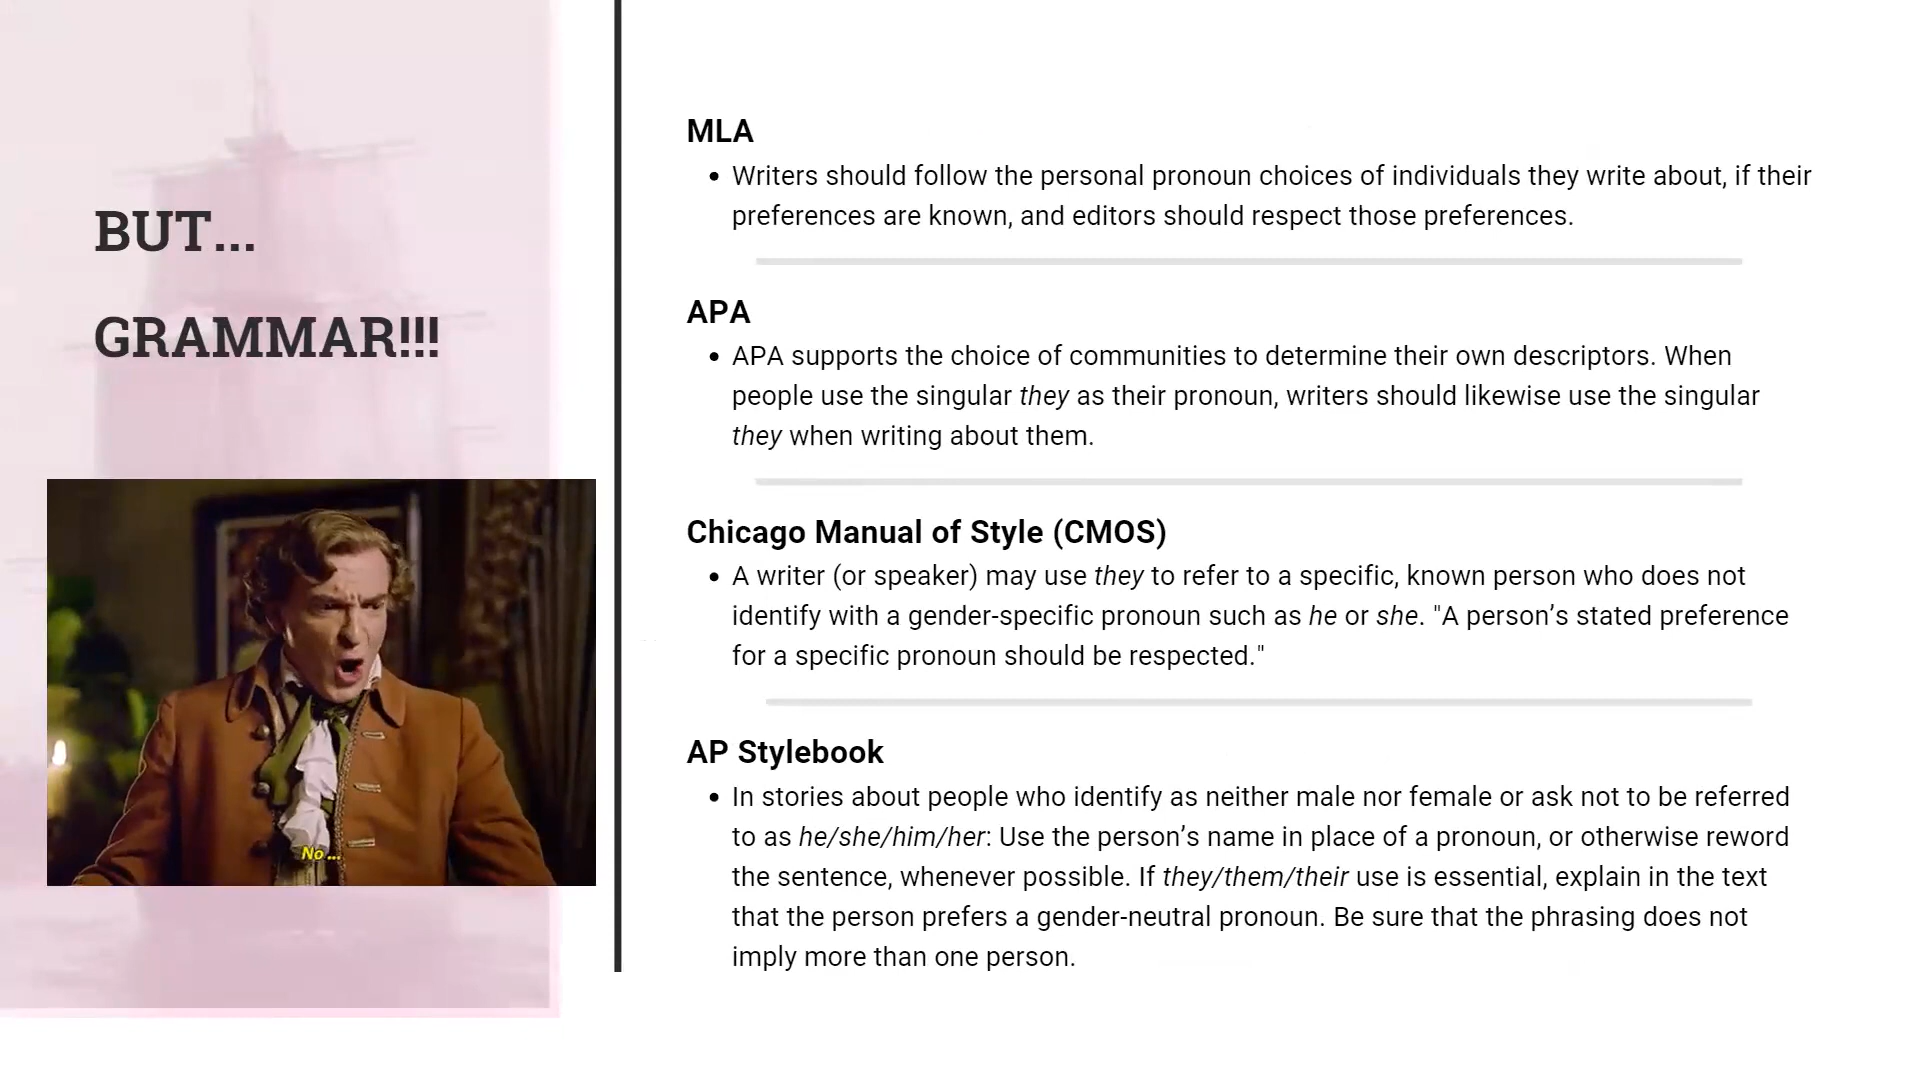 BUT...
GRAMMAR!!!
No ...
MLA
• Writers should follow the personal pronoun choices of individuals they write about, if their
preferences are known, and editors should respect those preferences.
APA
• APA supports the choice of communities to determine their own descriptors. When
people use the singular they as their pronoun, writers should likewise use the singular
they when writing about them.
Chicago Manual of Style (CMOS)
• A writer (or speaker) may use they to refer to a specific, known person who does not
identify with a gender-specific pronoun such as he or she. "A person’s stated preference
for a specific pronoun should be respected."
AP Stylebook
• In stories about people who identify as neither male nor female or ask not to be referred
to as he/she/him/her: Use the person’s name in place of a pronoun, or otherwise reword
the sentence, whenever possible. If they/them/their use is essential, explain in the text
that the person prefers a gender-neutral pronoun. Be sure that the phrasing does not
imply more than one person.